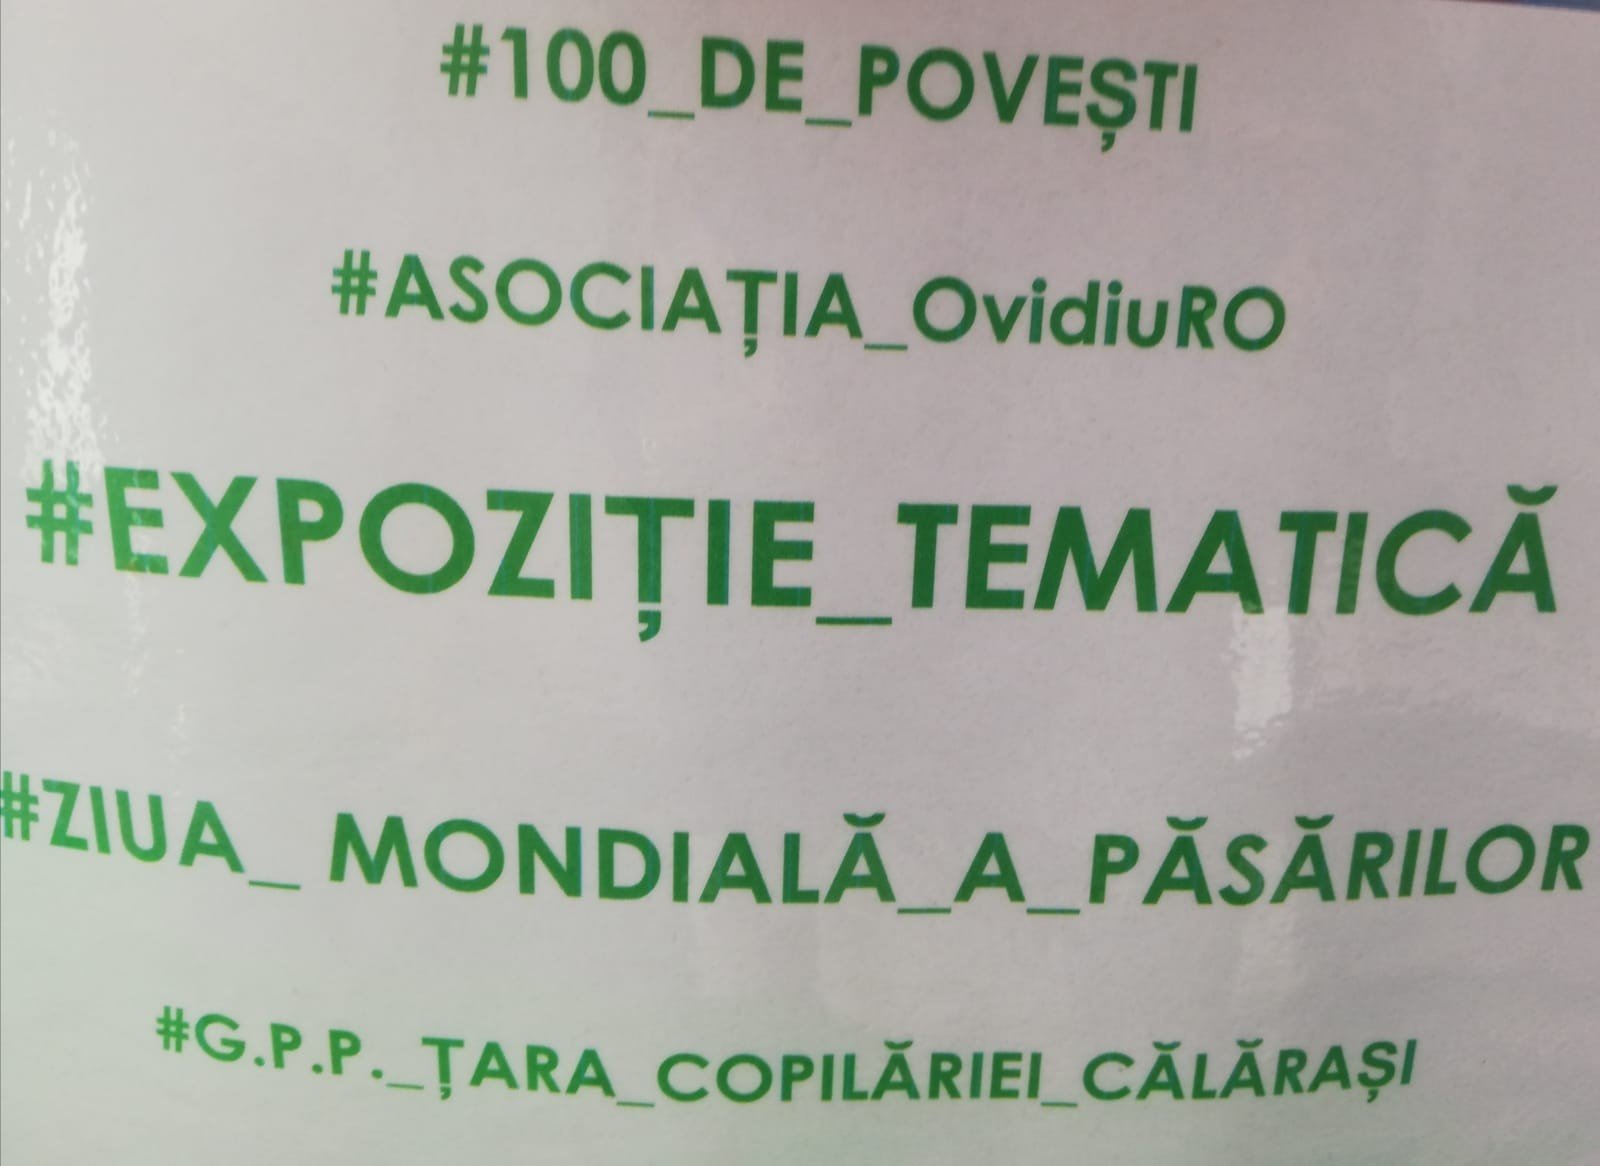 #100_DE_POVEȘTI
#ASOCIAȚIA_OvidiuRO
#EXPOZIȚIE_TEMATICĂ
#ZIUA_ MONDIALĂ_A_PĂSĂRILOR
#G.P.P._ȚARA_COPILĂRIEI_CĂLĂRAȘI